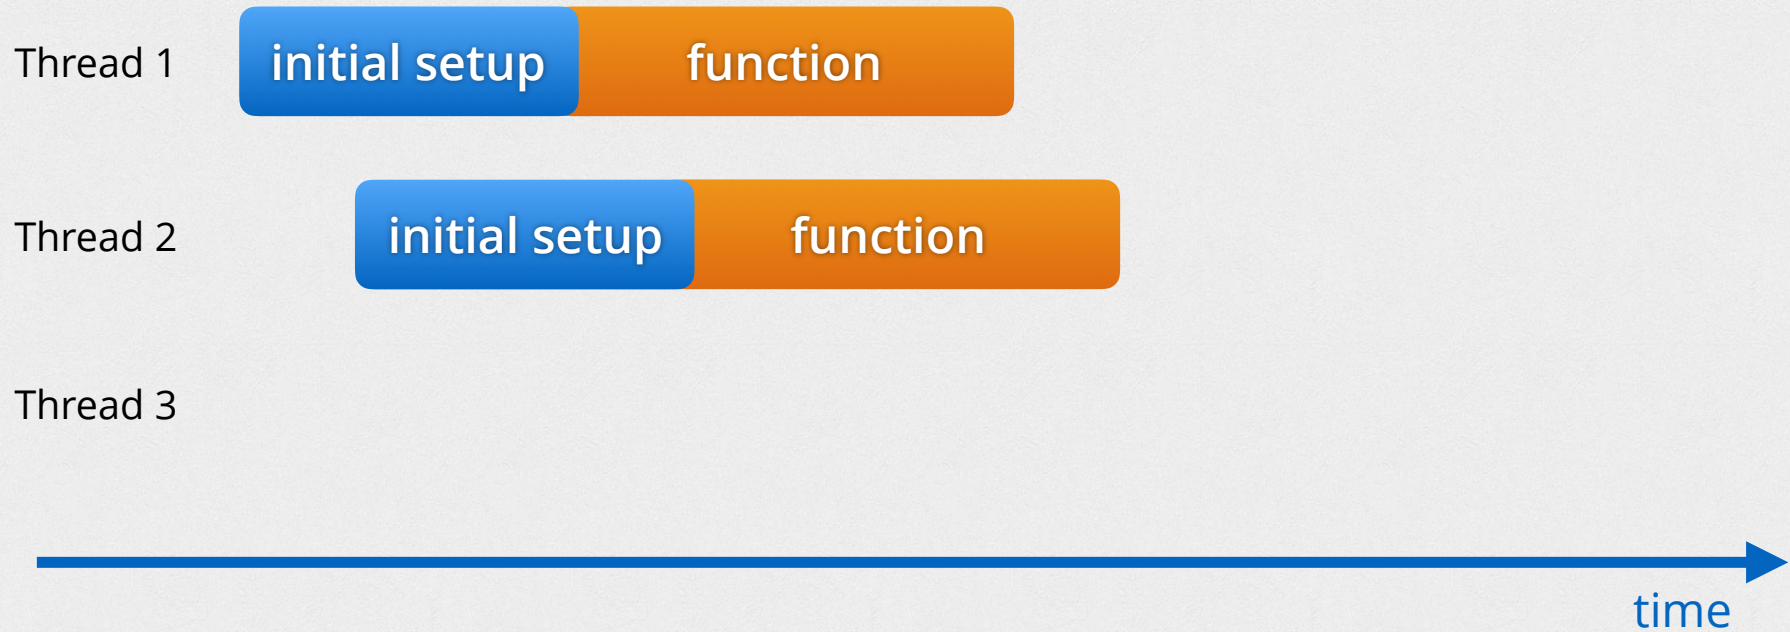 Thread 1
initial setup
function
Thread 2
initial setup
function
Thread 3
time